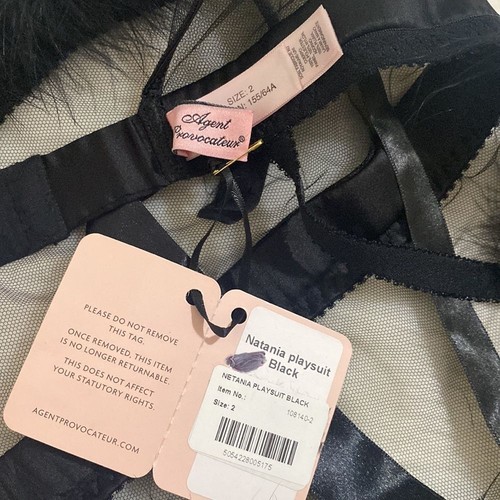 SIZE: 2
155/64A
Agent
Provocateur®
PLEASE DO NOT REMOVE
THIS TAG.
ONCE REMOVED, THIS ITEM
IS NO LONGER RETURNABLE.
THIS DOES NOT AFFECT
YOUR STATUTORY RIGHTS.
AGENTPROVOCATEUR.COM
Natania playsuit
Black
NETANIA PLAYSUIT BLACK
Item No.:
108140-2
Size: 2
5054228005175